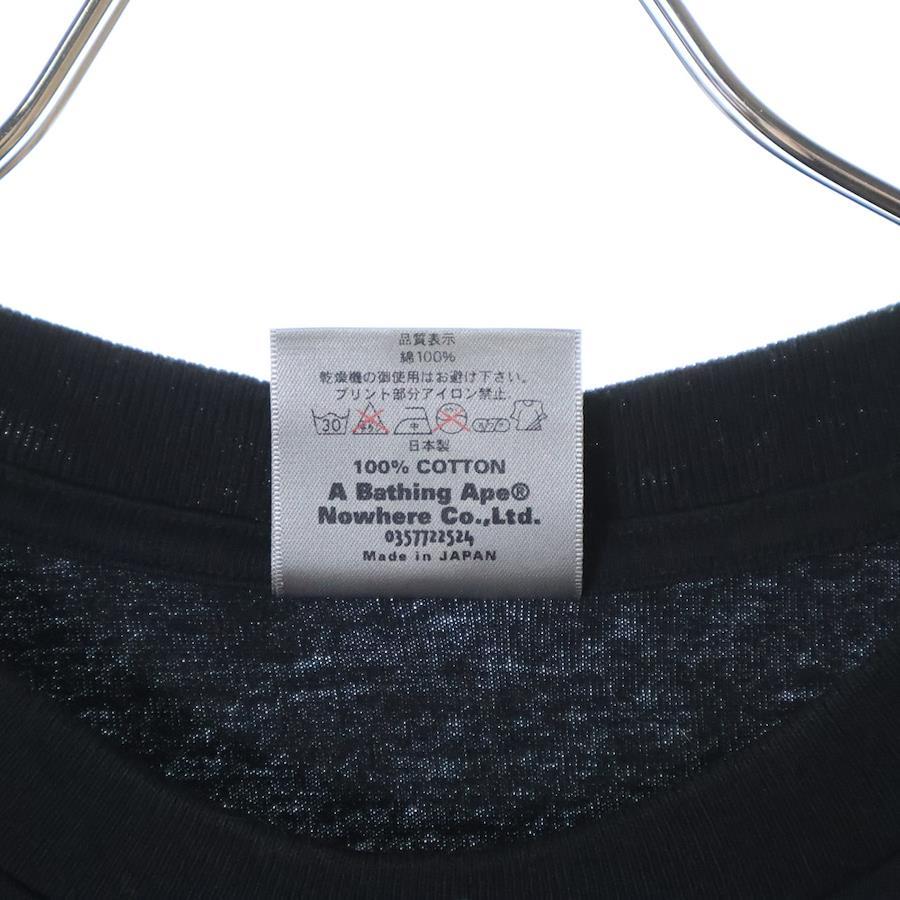 品質表示
綿100%
乾燥機の御使用はお避け下さい。
プリント部分アイロン禁止.
30 中
日本製
100% COTTON
A Bathing Ape®
Nowhere Co.,Ltd.
0357722524
Made in JAPAN